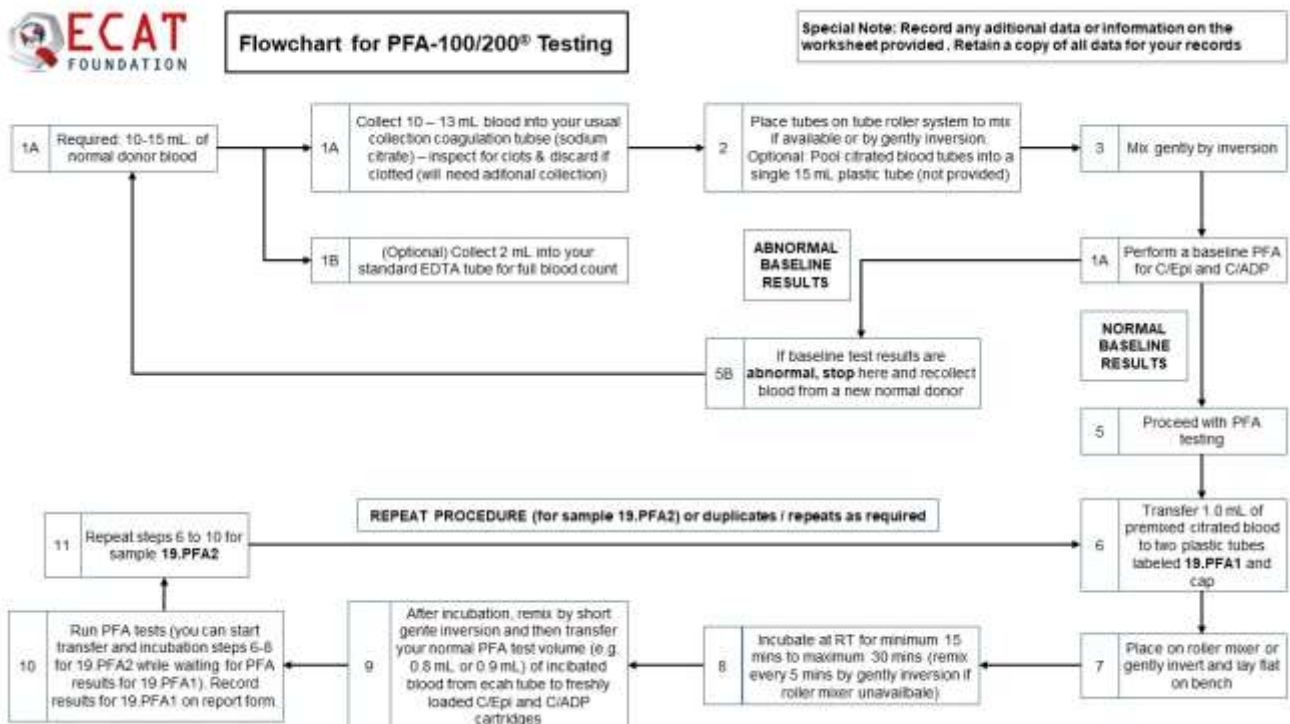 ECAT
FOUNDATION
Flowchart for PFA-100/200® Testing
Special Note: Record any aditional data or information on the
worksheet provided. Retain a copy of all data for your records
1A
Required: 10-15 mL of
normal donor blood
1A
Collect 10 – 13 mL blood into your usual
collection coagulation tubse (sodium
citrate) – inspect for clots & discard if
clotted (will need aditional collection)
2
Place tubes on tube roller system to mix
if available or by gently inversion.
Optional: Pool citrated blood tubes into a
single 15 mL plastic tube (not provided)
3
Mix gently by inversion
1B
(Optional) Collect 2 mL into your
standard EDTA tube for full blood count
ABNORMAL
BASELINE
RESULTS
1A
Perform a baseline PFA
for C/Epi and C/ADP
NORMAL
BASELINE
RESULTS
5B
If baseline test results are
abnormal, stop here and recollect
blood from a new normal donor
5
Proceed with PFA
testing
REPEAT PROCEDURE (for sample 19.PFA2) or duplicates / repeats as required
11
Repeat steps 6 to 10 for
sample 19.PFA2
6
Transfer 1.0 mL of
premixed citrated blood
to two plastic tubes
labeled 19.PFA1 and
cap
10
Run PFA tests (you can start
transfer and incubation steps 6-8
for 19.PFA2 while waiting for PFA
results for 19.PFA1). Record
results for 19.PFA1 on report form.
9
After incubation, remix by short
gente inversion and then transfer
your normal PFA test volume (e.g.
0.8 mL or 0.9 mL) of incibated
blood from ecah tube to freshly
loaded C/Epi and C/ADP
cartridges
8
Incubate at RT for minimum 15
mins to maximum 30 mins (remix
every 5 mins by gently inversion if
roller mixer unavailbale)
7
Place on roller mixer or
gently invert and lay flat
on bench